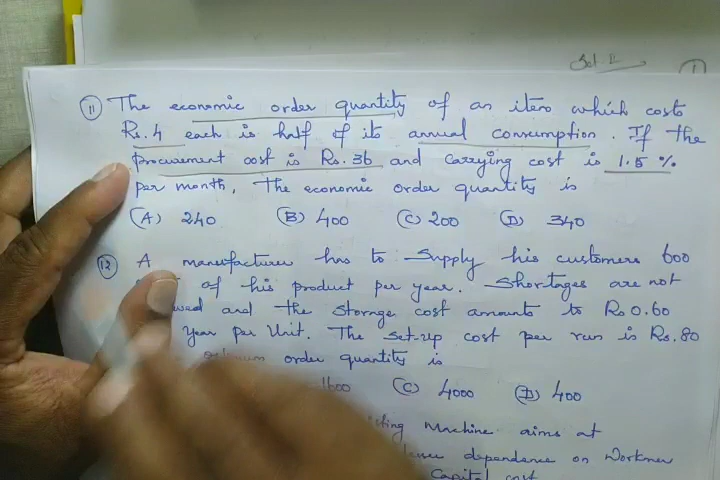 Set. II 1
11 The economic order quantity of an item which costs
Rs. 4 each is half of its annual consumption. If the
procurement cost is Rs. 36 and carrying cost is 1.5 %
per month, The economic order quantity is
(A) 240 (B) 400 (C) 200 (D) 340
12 A manufacturer has to Supply his customers 600
of his product per year. Shortages are not
and the storage cost amounts to Rs 0.60
Year per Unit. The set-up cost per run is Rs. 80
order quantity is
(C) 4000 (D) 400
Machine aims at
dependence on Workmen
Capital cost